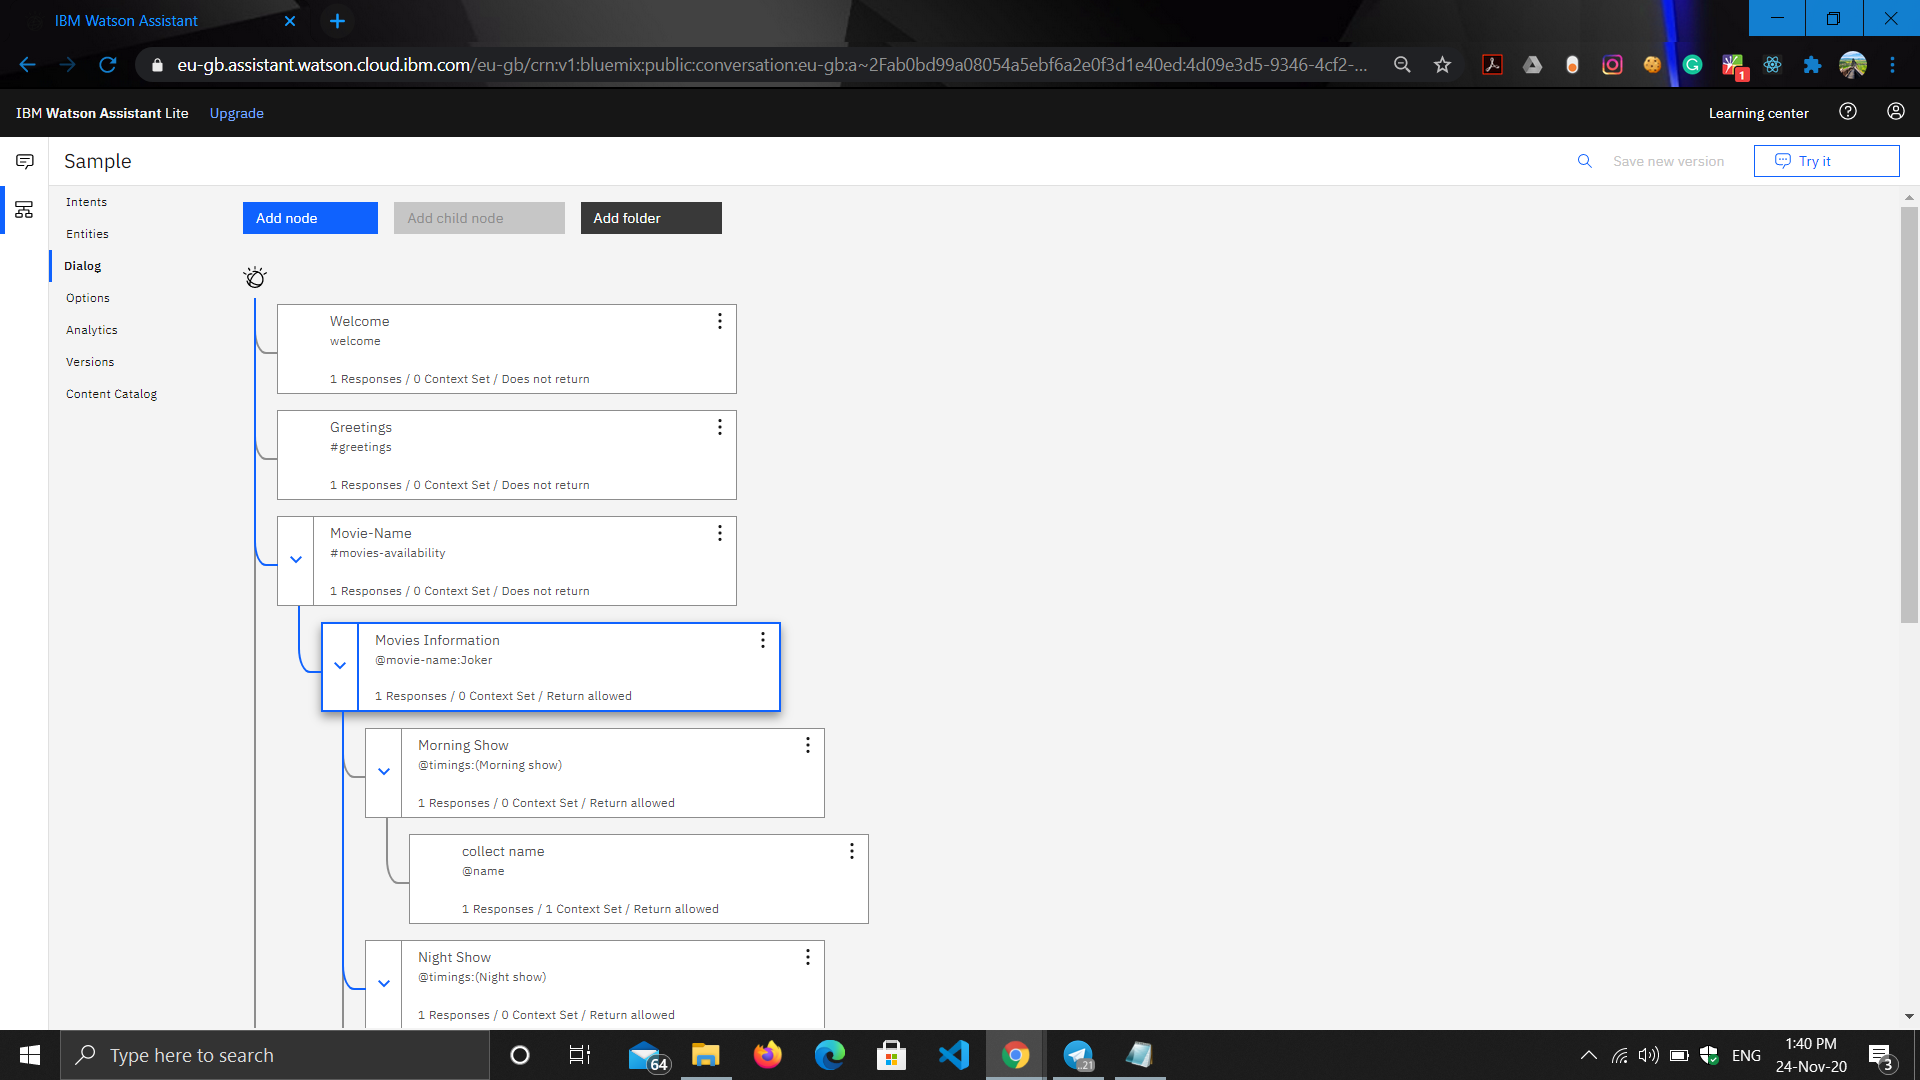 IBM Watson Assistant
eu-gb.assistant.watson.cloud.ibm.com/eu-gb/crn:v1:bluemix:public:conversation:eu-gb:a~2Fab0bd99a08054a5ebf6a2e0f3d1e40ed:4d09e3d5-9346-4cf2-...
1
IBM Watson Assistant Lite
Upgrade
Learning center
Sample
Save new version
Try it
Intents
Entities
Dialog
Options
Analytics
Versions
Content Catalog
Add node
Add child node
Add folder
Welcome
welcome
1 Responses / 0 Context Set / Does not return
Greetings
#greetings
1 Responses / 0 Context Set / Does not return
Movie-Name
#movies-availability
1 Responses / 0 Context Set / Does not return
Movies Information
@movie-name:Joker
1 Responses / 0 Context Set / Return allowed
Morning Show
@timings:(Morning show)
1 Responses / 0 Context Set / Return allowed
collect name
@name
1 Responses / 1 Context Set / Return allowed
Night Show
@timings:(Night show)
1 Responses / 0 Context Set / Return allowed
Type here to search
64
21
ENG
1:40 PM
24-Nov-20
3